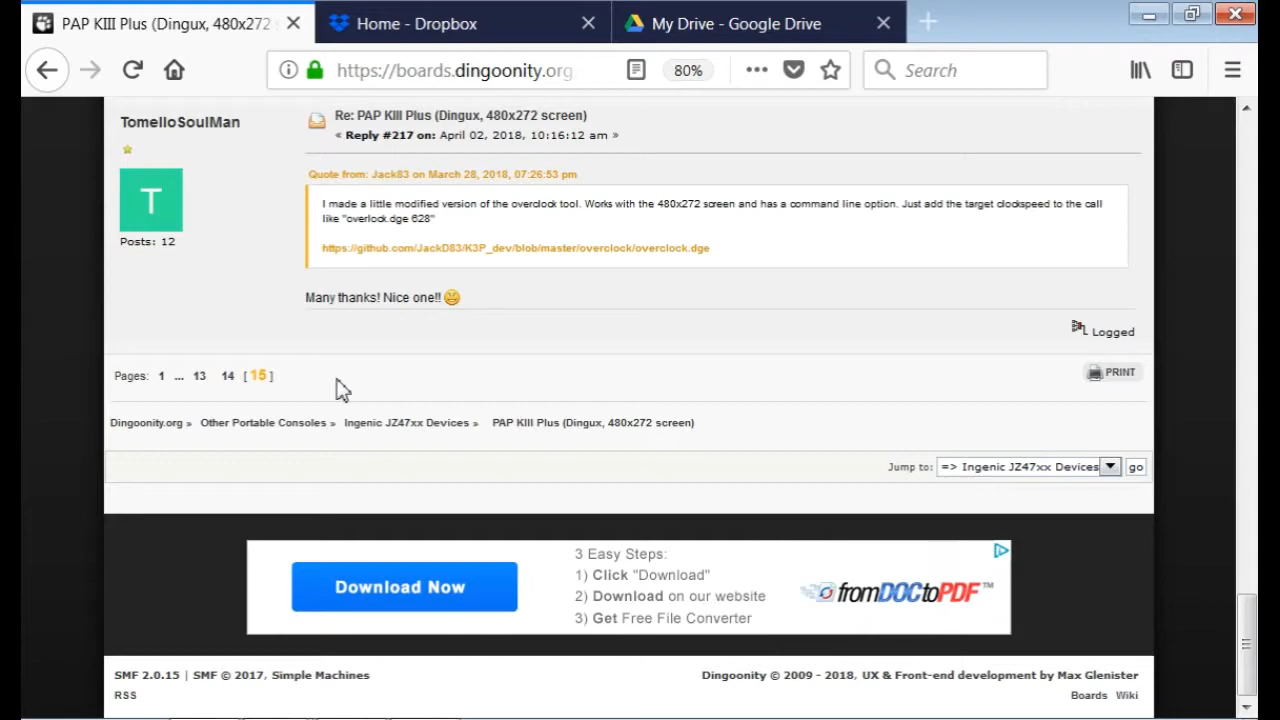 PAP KIII Plus (Dingux, 480x272
Home - Dropbox
My Drive - Google Drive
https://boards.dingoonity.org
80%
Search
TomelloSoulMan
Re: PAP KIII Plus (Dingux, 480x272 screen)
« Reply #217 on: April 02, 2018, 10:16:12 am »
T
Posts: 12
Quote from: Jack83 on March 28, 2018, 07:26:53 pm
I made a little modified version of the overclock tool. Works with the 480x272 screen and has a command line option. Just add the target clockspeed to the call
like "overlock.dge 628"
https://github.com/JackD83/K3P_dev/blob/master/overclock/overclock.dge
Many thanks! Nice one!!
Logged
Pages: 1 ... 13 14 [ 15 ]
PRINT
Dingoonity.org » Other Portable Consoles » Ingenic JZ47xx Devices » PAP KIII Plus (Dingux, 480x272 screen)
Jump to: => Ingenic JZ47xx Devices go
Download Now
3 Easy Steps:
1) Click "Download"
2) Download on our website
3) Get Free File Converter
fromDOCtoPDF™
SMF 2.0.15 | SMF © 2017, Simple Machines
RSS
Dingoonity © 2009 - 2018, UX & Front-end development by Max Glenister
Boards Wiki